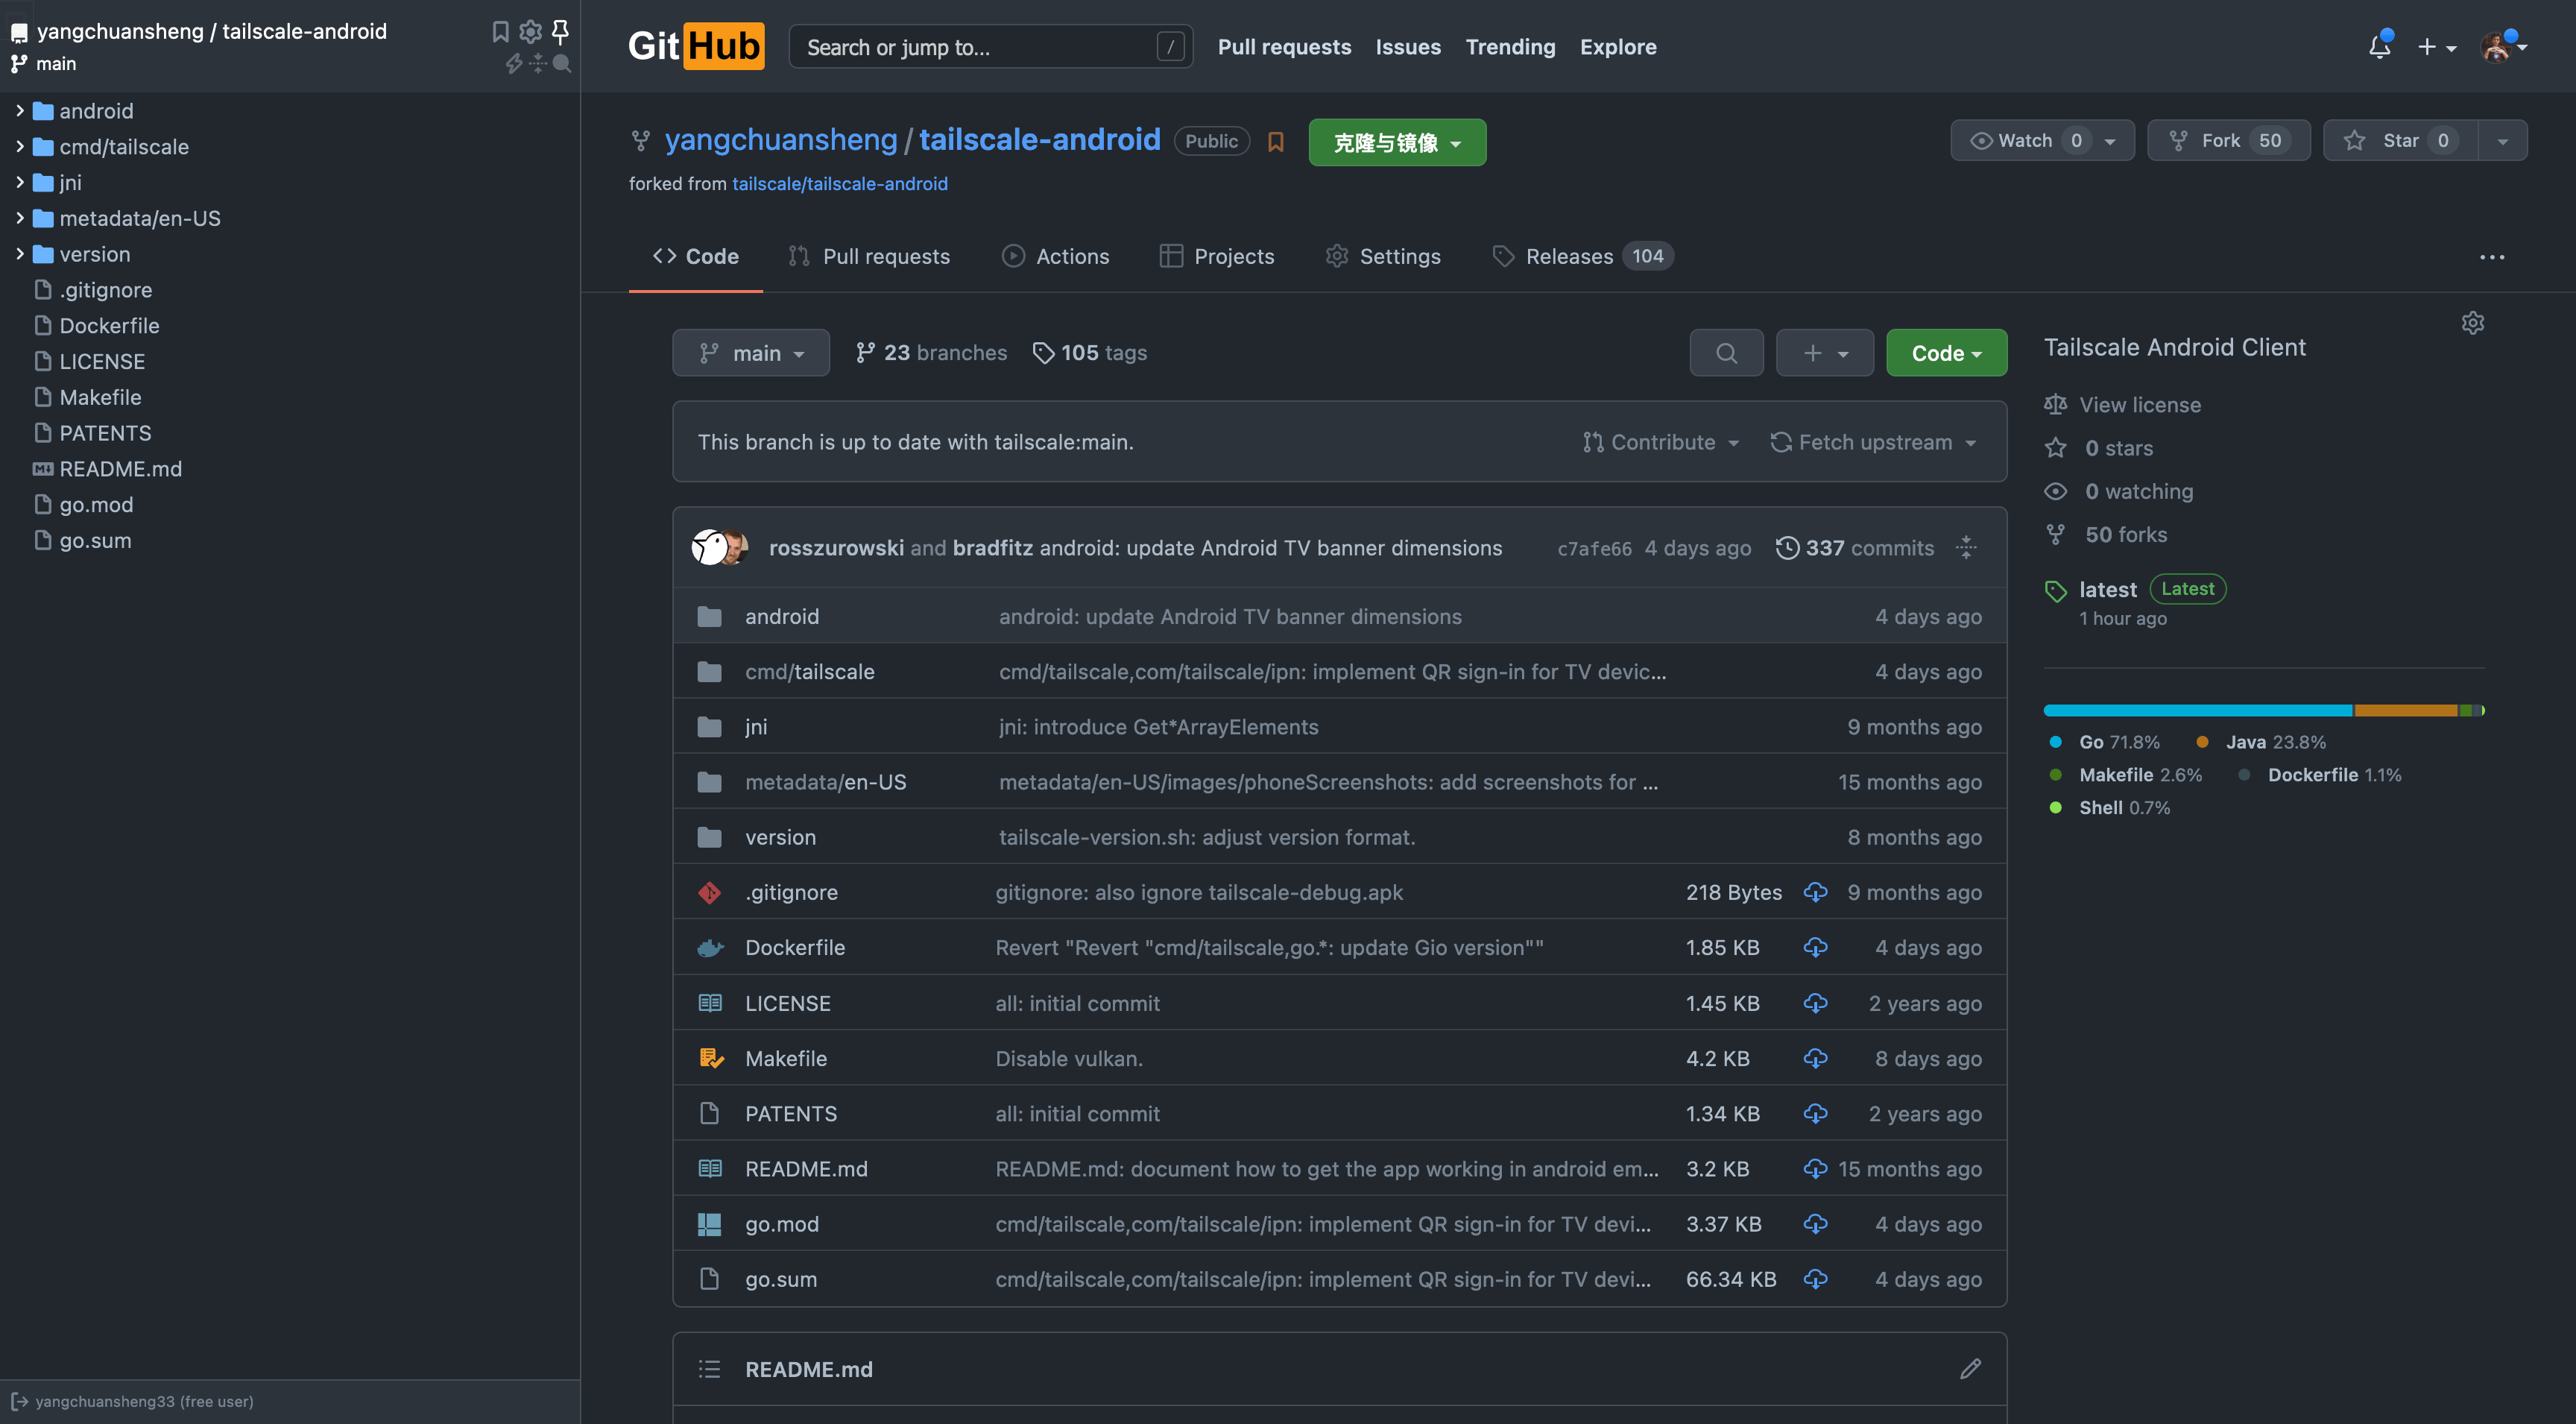 yangchuansheng / tailscale-android
main
android
cmd/tailscale
jni
metadata/en-US
version
.gitignore
Dockerfile
LICENSE
Makefile
PATENTS
README.md
go.mod
go.sum
yangchuansheng33 (free user)
GitHub
Search or jump to...
/
Pull requests
Issues
Trending
Explore
yangchuansheng / tailscale-android
Public
克隆与镜像
Watch 0
Fork 50
Star 0
forked from tailscale/tailscale-android
Code
Pull requests
Actions
Projects
Settings
Releases 104
main
23 branches
105 tags
Code
This branch is up to date with tailscale:main.
Contribute
Fetch upstream
rosszurowski and bradfitz android: update Android TV banner dimensions
c7afe66 4 days ago
337 commits
android android: update Android TV banner dimensions 4 days ago
cmd/tailscale cmd/tailscale,com/tailscale/ipn: implement QR sign-in for TV devic... 4 days ago
jni jni: introduce Get*ArrayElements 9 months ago
metadata/en-US metadata/en-US/images/phoneScreenshots: add screenshots for ... 15 months ago
version tailscale-version.sh: adjust version format. 8 months ago
.gitignore gitignore: also ignore tailscale-debug.apk 218 Bytes 9 months ago
Dockerfile Revert "Revert "cmd/tailscale,go.*: update Gio version"" 1.85 KB 4 days ago
LICENSE all: initial commit 1.45 KB 2 years ago
Makefile Disable vulkan. 4.2 KB 8 days ago
PATENTS all: initial commit 1.34 KB 2 years ago
README.md README.md: document how to get the app working in android em... 3.2 KB 15 months ago
go.mod cmd/tailscale,com/tailscale/ipn: implement QR sign-in for TV devi... 3.37 KB 4 days ago
go.sum cmd/tailscale,com/tailscale/ipn: implement QR sign-in for TV devi... 66.34 KB 4 days ago
README.md
Tailscale Android Client
View license
0 stars
0 watching
50 forks
latest Latest
1 hour ago
Go 71.8% Java 23.8%
Makefile 2.6% Dockerfile 1.1%
Shell 0.7%